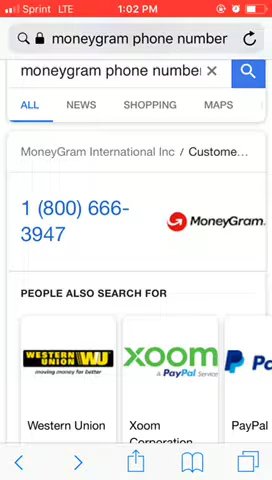 Sprint LTE 1:02 PM
moneygram phone number
moneygram phone numbe
ALL NEWS SHOPPING MAPS
MoneyGram International Inc / Custome...
1 (800) 666-
3947
MoneyGram.
PEOPLE ALSO SEARCH FOR
WESTERN UNION WU
moving money for better
xoom
A PayPal Service
Western Union
Xoom
PayPal
Corporation